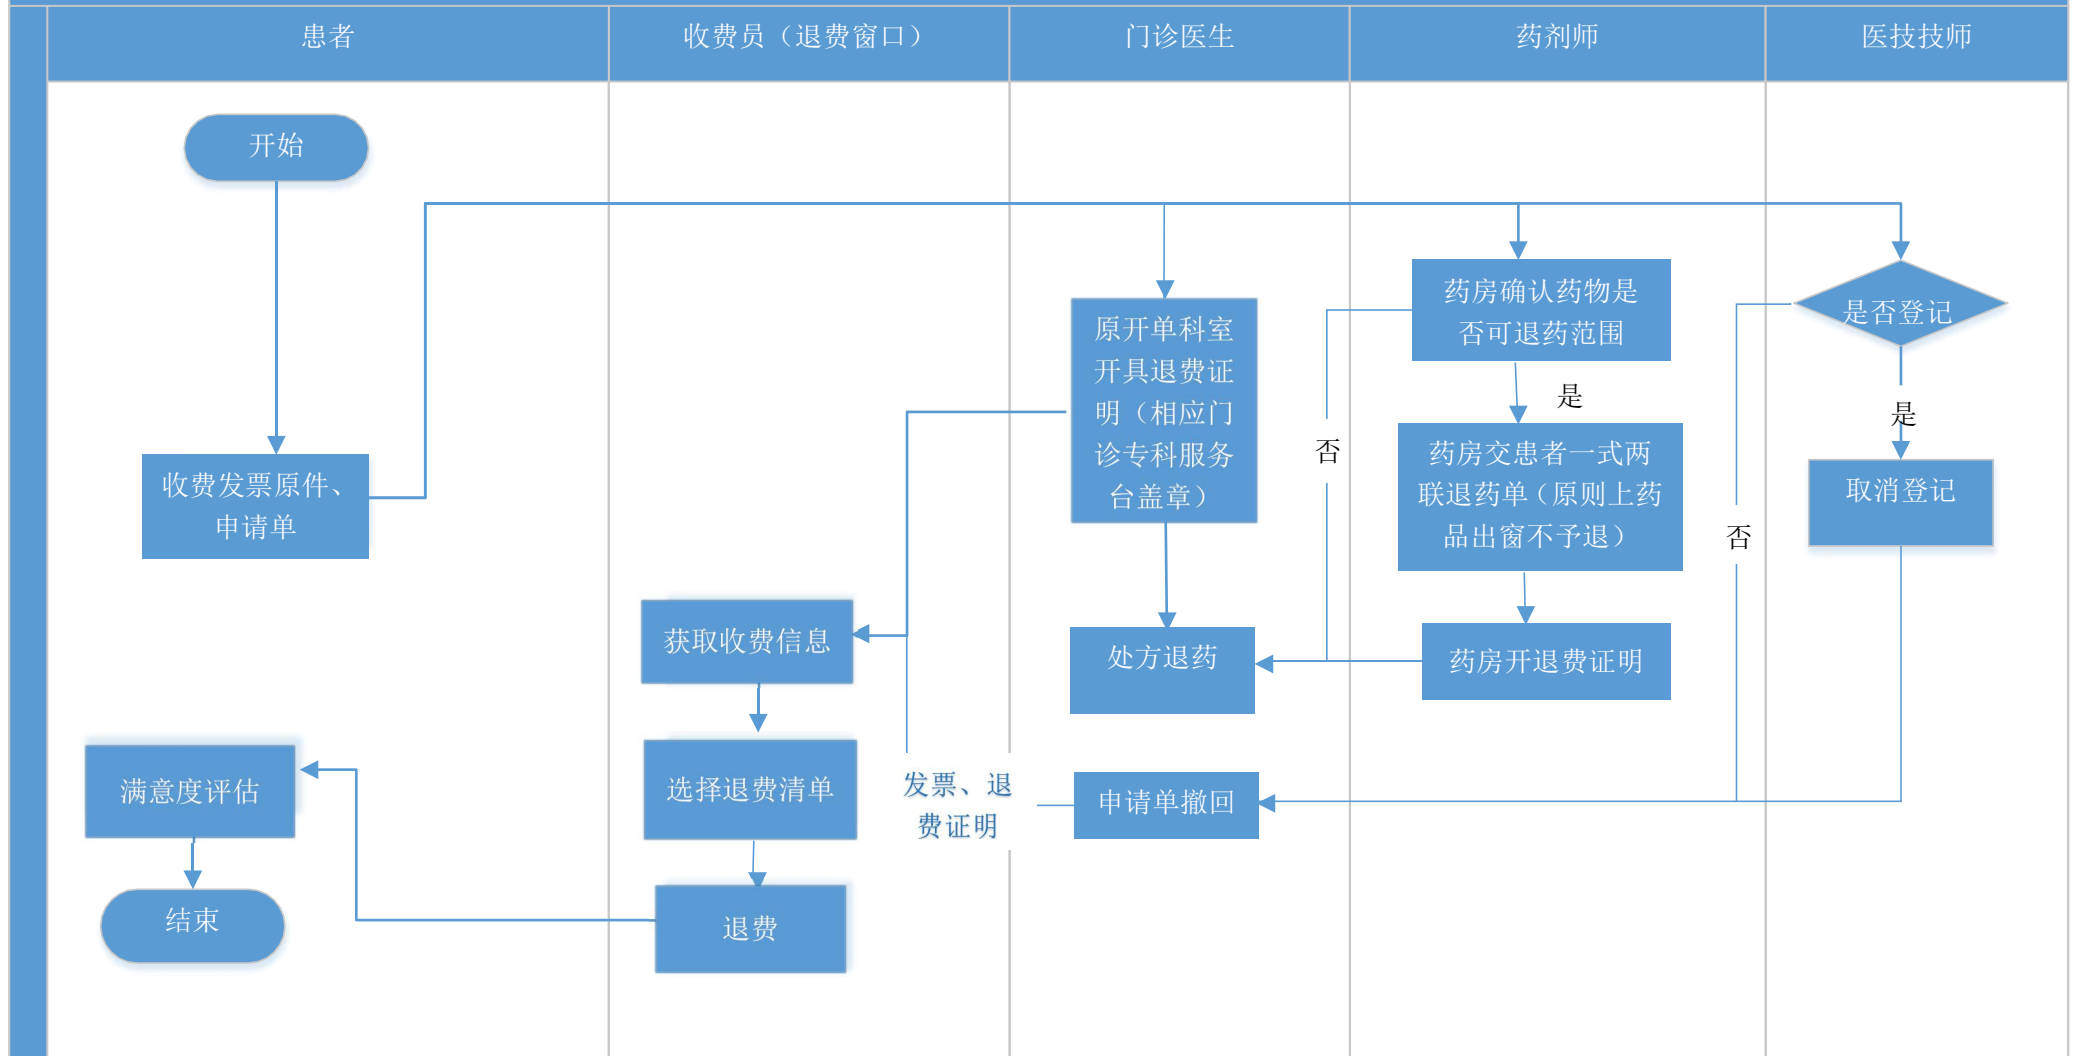 患者
收费员（退费窗口）
门诊医生
药剂师
医技技师
开始
收费发票原件、
申请单
原开单科室
开具退费证
明（相应门
诊专科服务
台盖章）
药房确认药物是
否可退药范围
是否登记
是
是
否
否
药房交患者一式两
联退药单（原则上药
品出窗不予退）
取消登记
获取收费信息
处方退药
药房开退费证明
满意度评估
选择退费清单
发票、退
费证明
申请单撤回
结束
退费